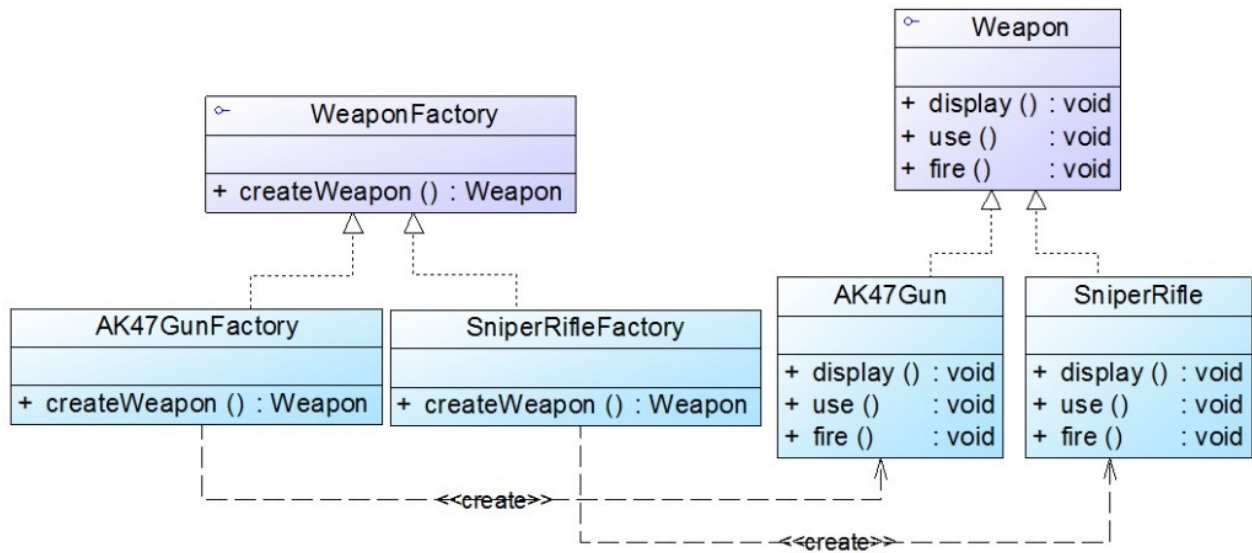 Weapon
+ display () : void
+ use () : void
+ fire () : void
WeaponFactory
+ createWeapon () : Weapon
AK47GunFactory
+ createWeapon () : Weapon
SniperRifleFactory
+ createWeapon () : Weapon
AK47Gun
+ display () : void
+ use () : void
+ fire () : void
SniperRifle
+ display () : void
+ use () : void
+ fire () : void
<<create>>
<<create>>